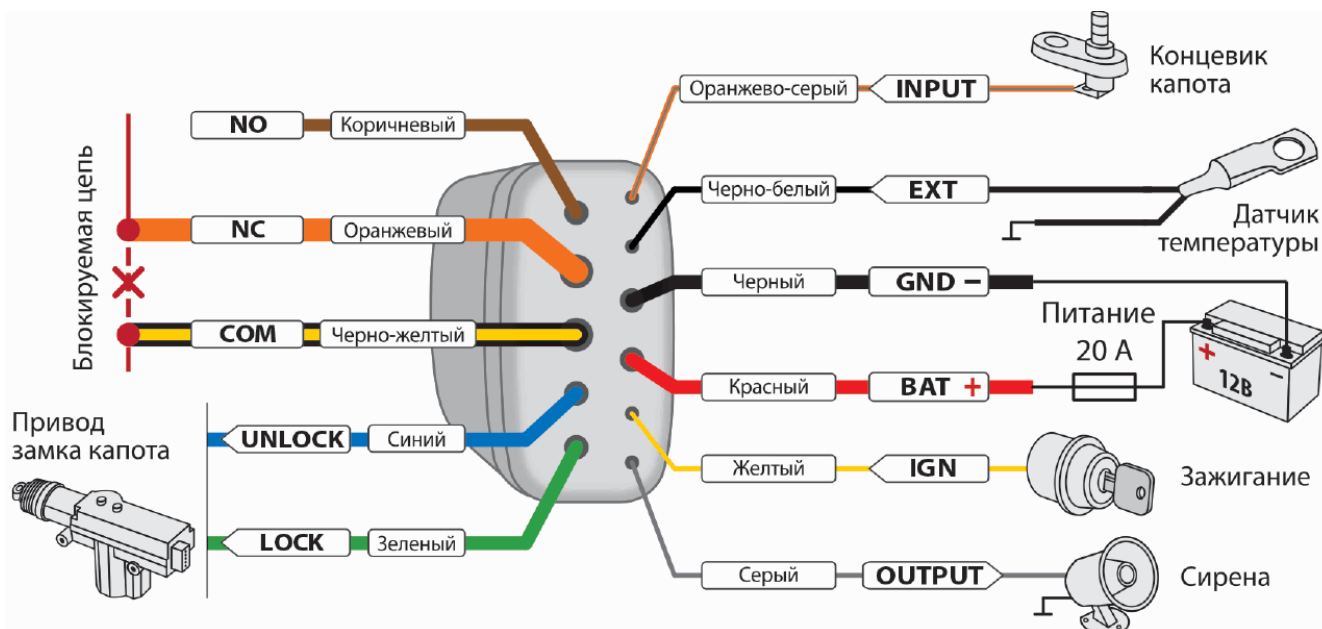 NO
Коричневый
Блокируемая цепь
NC
Оранжевый
COM
Черно-желтый
Привод
замка капота
UNLOCK
Синий
LOCK
Зеленый
Оранжево-серый
INPUT
Концевик
капота
Черно-белый
EXT
Датчик
температуры
Черный
GND −
Питание
20 А
Красный
BAT +
+
−
12В
Желтый
IGN
Зажигание
Серый
OUTPUT
Сирена